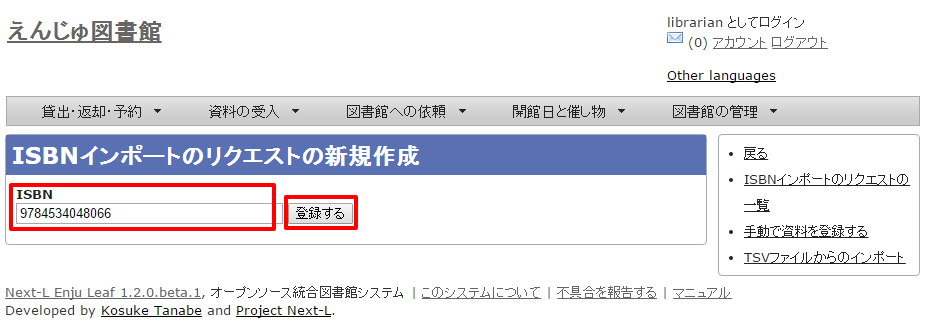 えんじゅ図書館
librarian としてログイン
(0) アカウント ログアウト
Other languages
貸出・返却・予約 ▼ 資料の受入 ▼ 図書館への依頼 ▼ 開館日と催し物 ▼ 図書館の管理 ▼
ISBNインポートのリクエストの新規作成
ISBN
9784534048066 登録する
• 戻る
• ISBNインポートのリクエストの
一覧
• 手動で資料を登録する
• TSVファイルからのインポート
Next-L Enju Leaf 1.2.0.beta.1, オープンソース統合図書館システム | このシステムについて | 不具合を報告する | マニュアル
Developed by Kosuke Tanabe and Project Next-L.